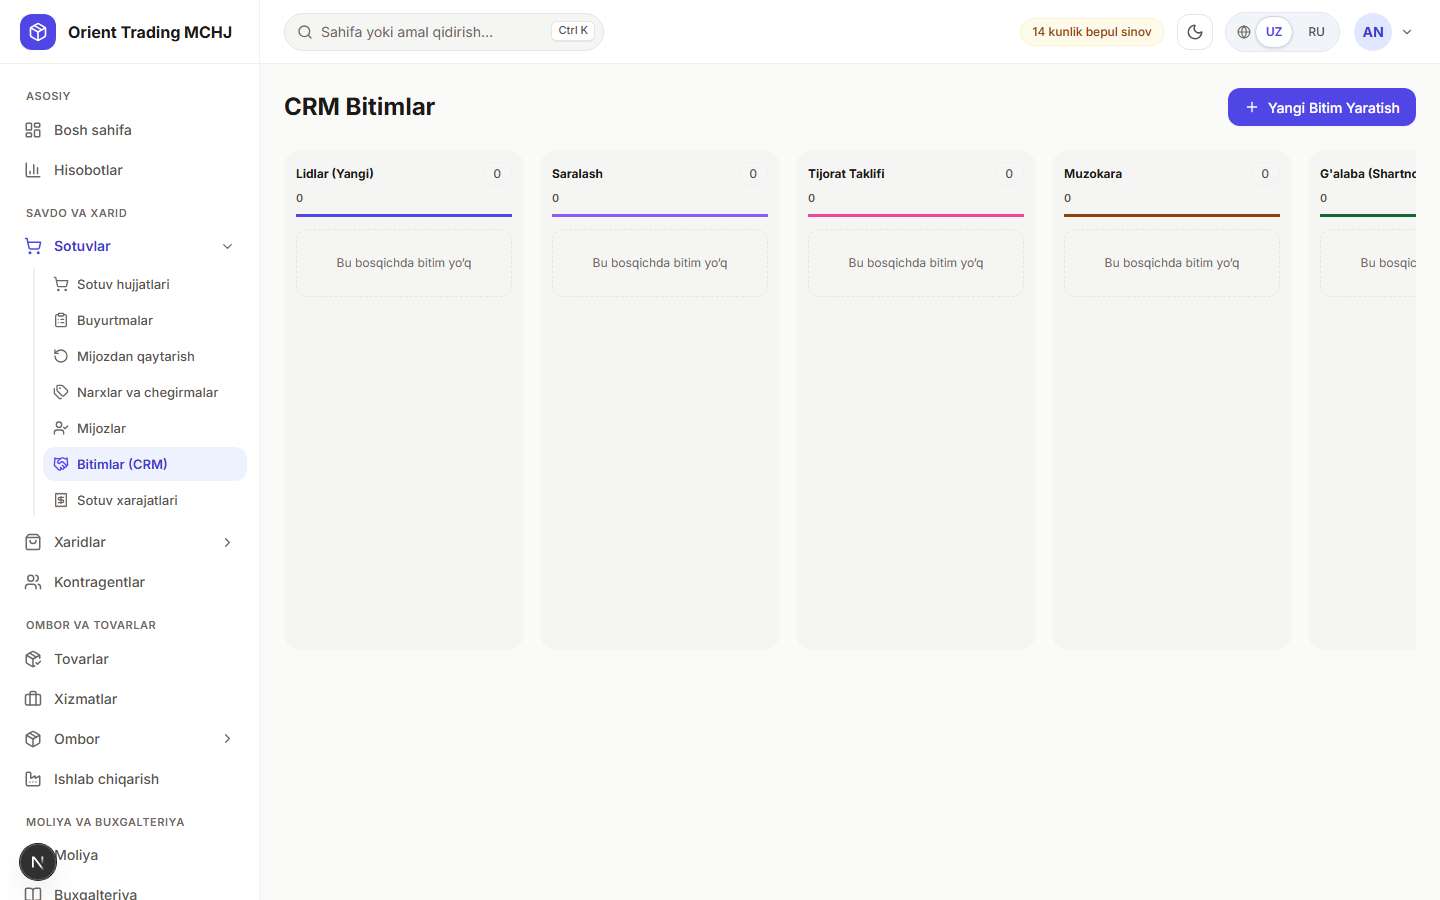 Orient Trading MCHJ
Sahifa yoki amal qidirish...
Ctrl K
14 kunlik bepul sinov
UZ
RU
AN
ASOSIY
Bosh sahifa
Hisobotlar
SAVDO VA XARID
Sotuvlar
Sotuv hujjatlari
Buyurtmalar
Mijozdan qaytarish
Narxlar va chegirmalar
Mijozlar
Bitimlar (CRM)
Sotuv xarajatlari
Xaridlar
Kontragentlar
OMBOR VA TOVARLAR
Tovarlar
Xizmatlar
Ombor
Ishlab chiqarish
MOLIYA VA BUXGALTERIYA
N
Moliya
Buxgalteriya
CRM Bitimlar
+ Yangi Bitim Yaratish
Lidlar (Yangi) 0
0
Bu bosqichda bitim yo'q
Saralash 0
0
Bu bosqichda bitim yo'q
Tijorat Taklifi 0
0
Bu bosqichda bitim yo'q
Muzokara 0
0
Bu bosqichda bitim yo'q
G'alaba (Shartno
0
Bu bosqic